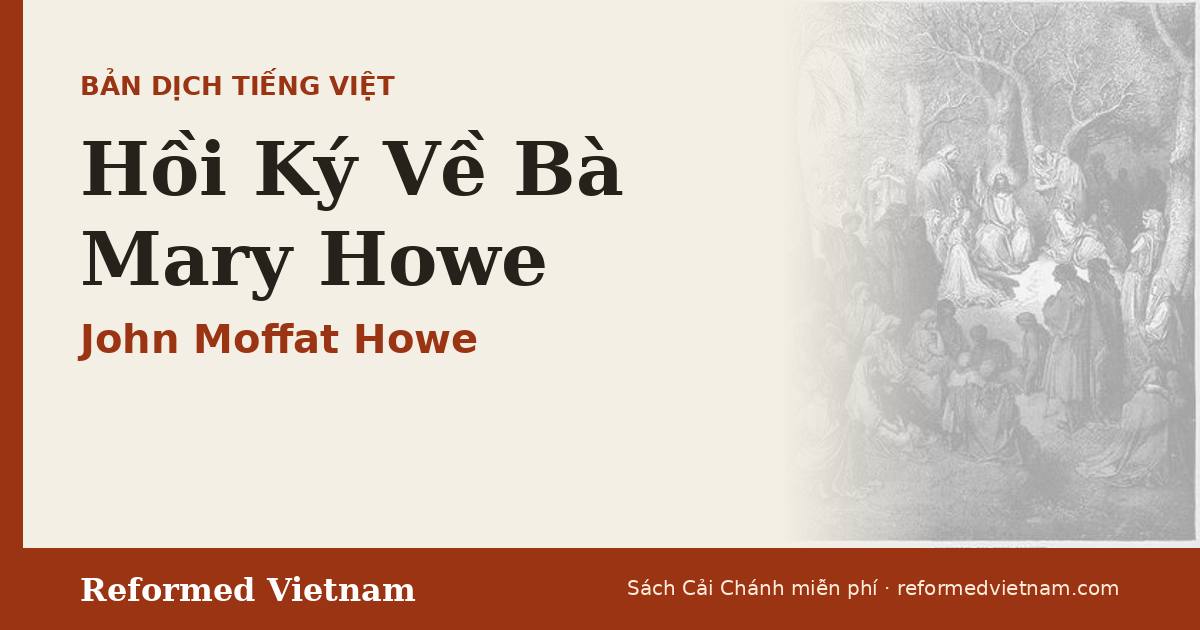 BẢN DỊCH TIẾNG VIỆT
Hồi Ký Về Bà
Mary Howe
John Moffat Howe
Reformed Vietnam
Sách Cải Chánh miễn phí · reformedvietnam.com